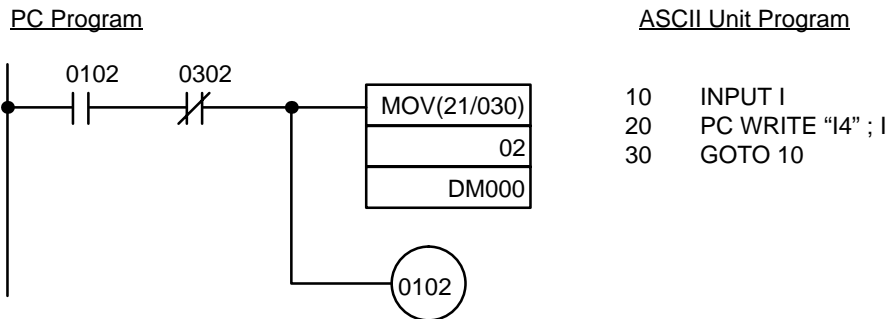 PC Program
ASCII Unit Program
0102 0302
MOV(21/030)
02
DM000
0102
10 INPUT I
20 PC WRITE “I4” ; I
30 GOTO 10